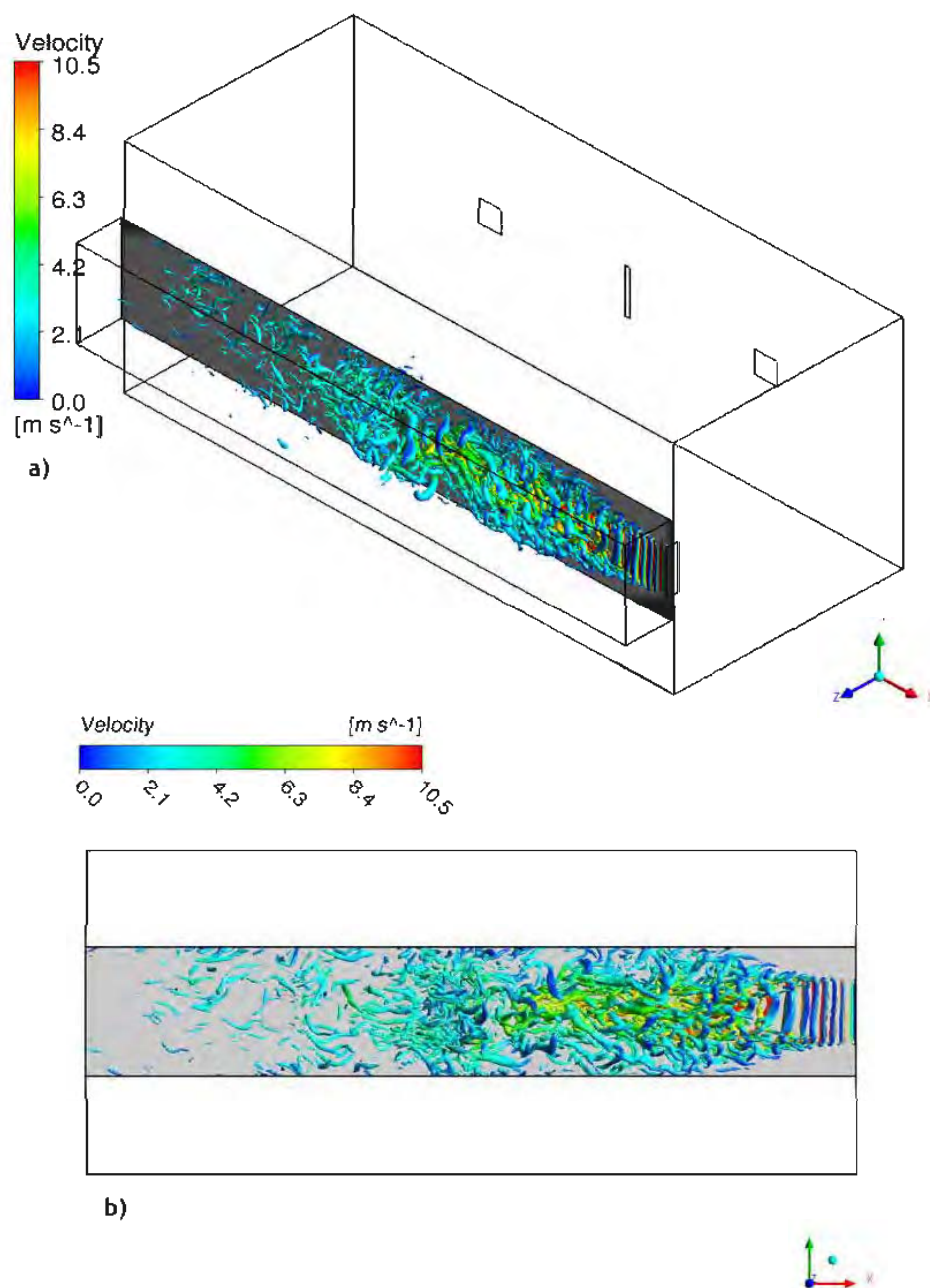 Velocity
10.5
8.4
6.3
4.2
2.1
0.0
[m s^-1]
a)
Z
Velocity [m s^-1]
0.0 2.1 4.2 6.3 8.4 10.5
b)
Z X